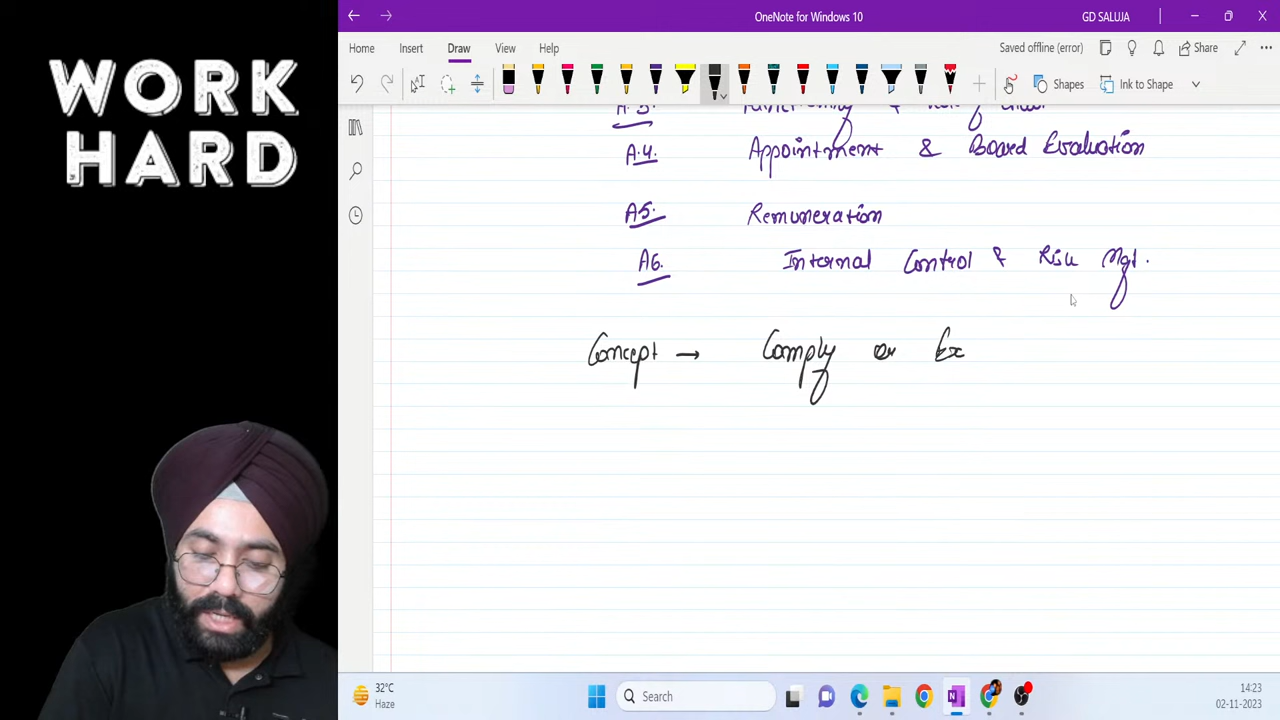 WORK
HARD
OneNote for Windows 10
GD SALUJA
Home Insert Draw View Help
Saved offline (error)
Share
Shapes
Ink to Shape
A.4. Appointment & Board Evaluation
A5. Remuneration
A6. Internal Control & Risk Mgt.
Concept → Comply or Ex
32°C
Haze
Search
14:23
02-11-2023